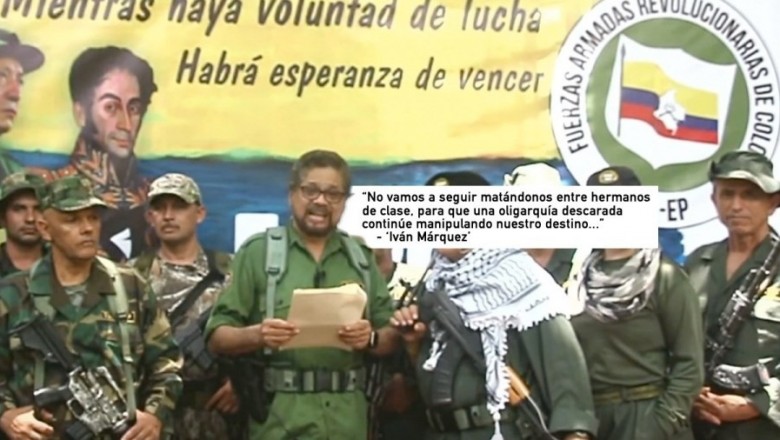 Mientras haya voluntad de lucha
Habrá esperanza de vencer
FUERZAS ARMADAS REVOLUCIONARIAS DE COLO
-EP
“No vamos a seguir matándonos entre hermanos
de clase, para que una oligarquía descarada
continúe manipulando nuestro destino...”
- ‘Iván Márquez’